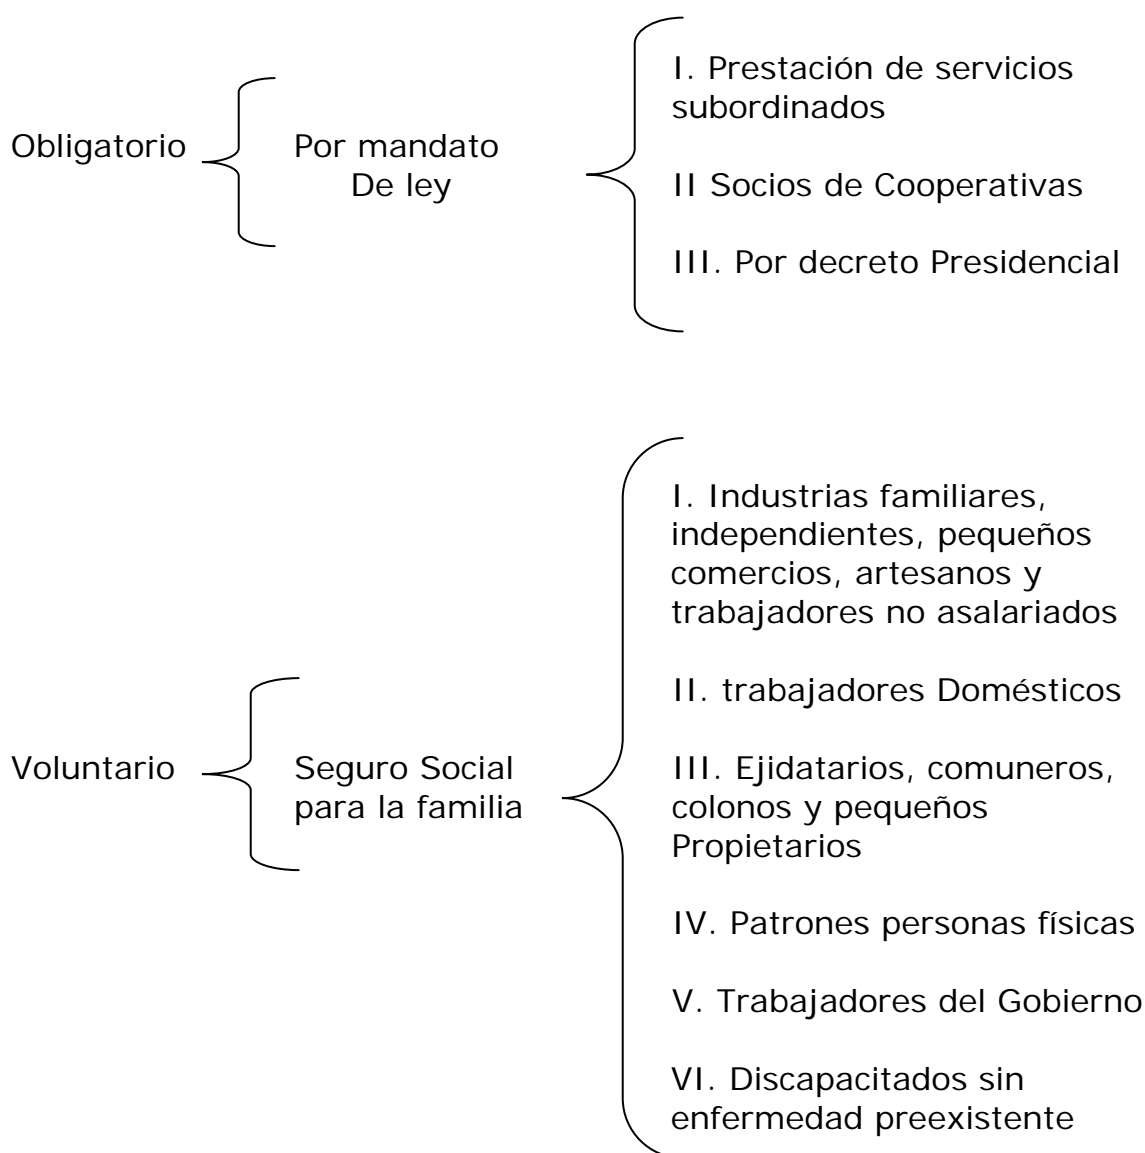 Obligatorio
Por mandato
De ley
I. Prestación de servicios
subordinados
II Socios de Cooperativas
III. Por decreto Presidencial
Voluntario
Seguro Social
para la familia
I. Industrias familiares,
independientes, pequeños
comercios, artesanos y
trabajadores no asalariados
II. trabajadores Domésticos
III. Ejidatarios, comuneros,
colonos y pequeños
Propietarios
IV. Patrones personas físicas
V. Trabajadores del Gobierno
VI. Discapacitados sin
enfermedad preexistente